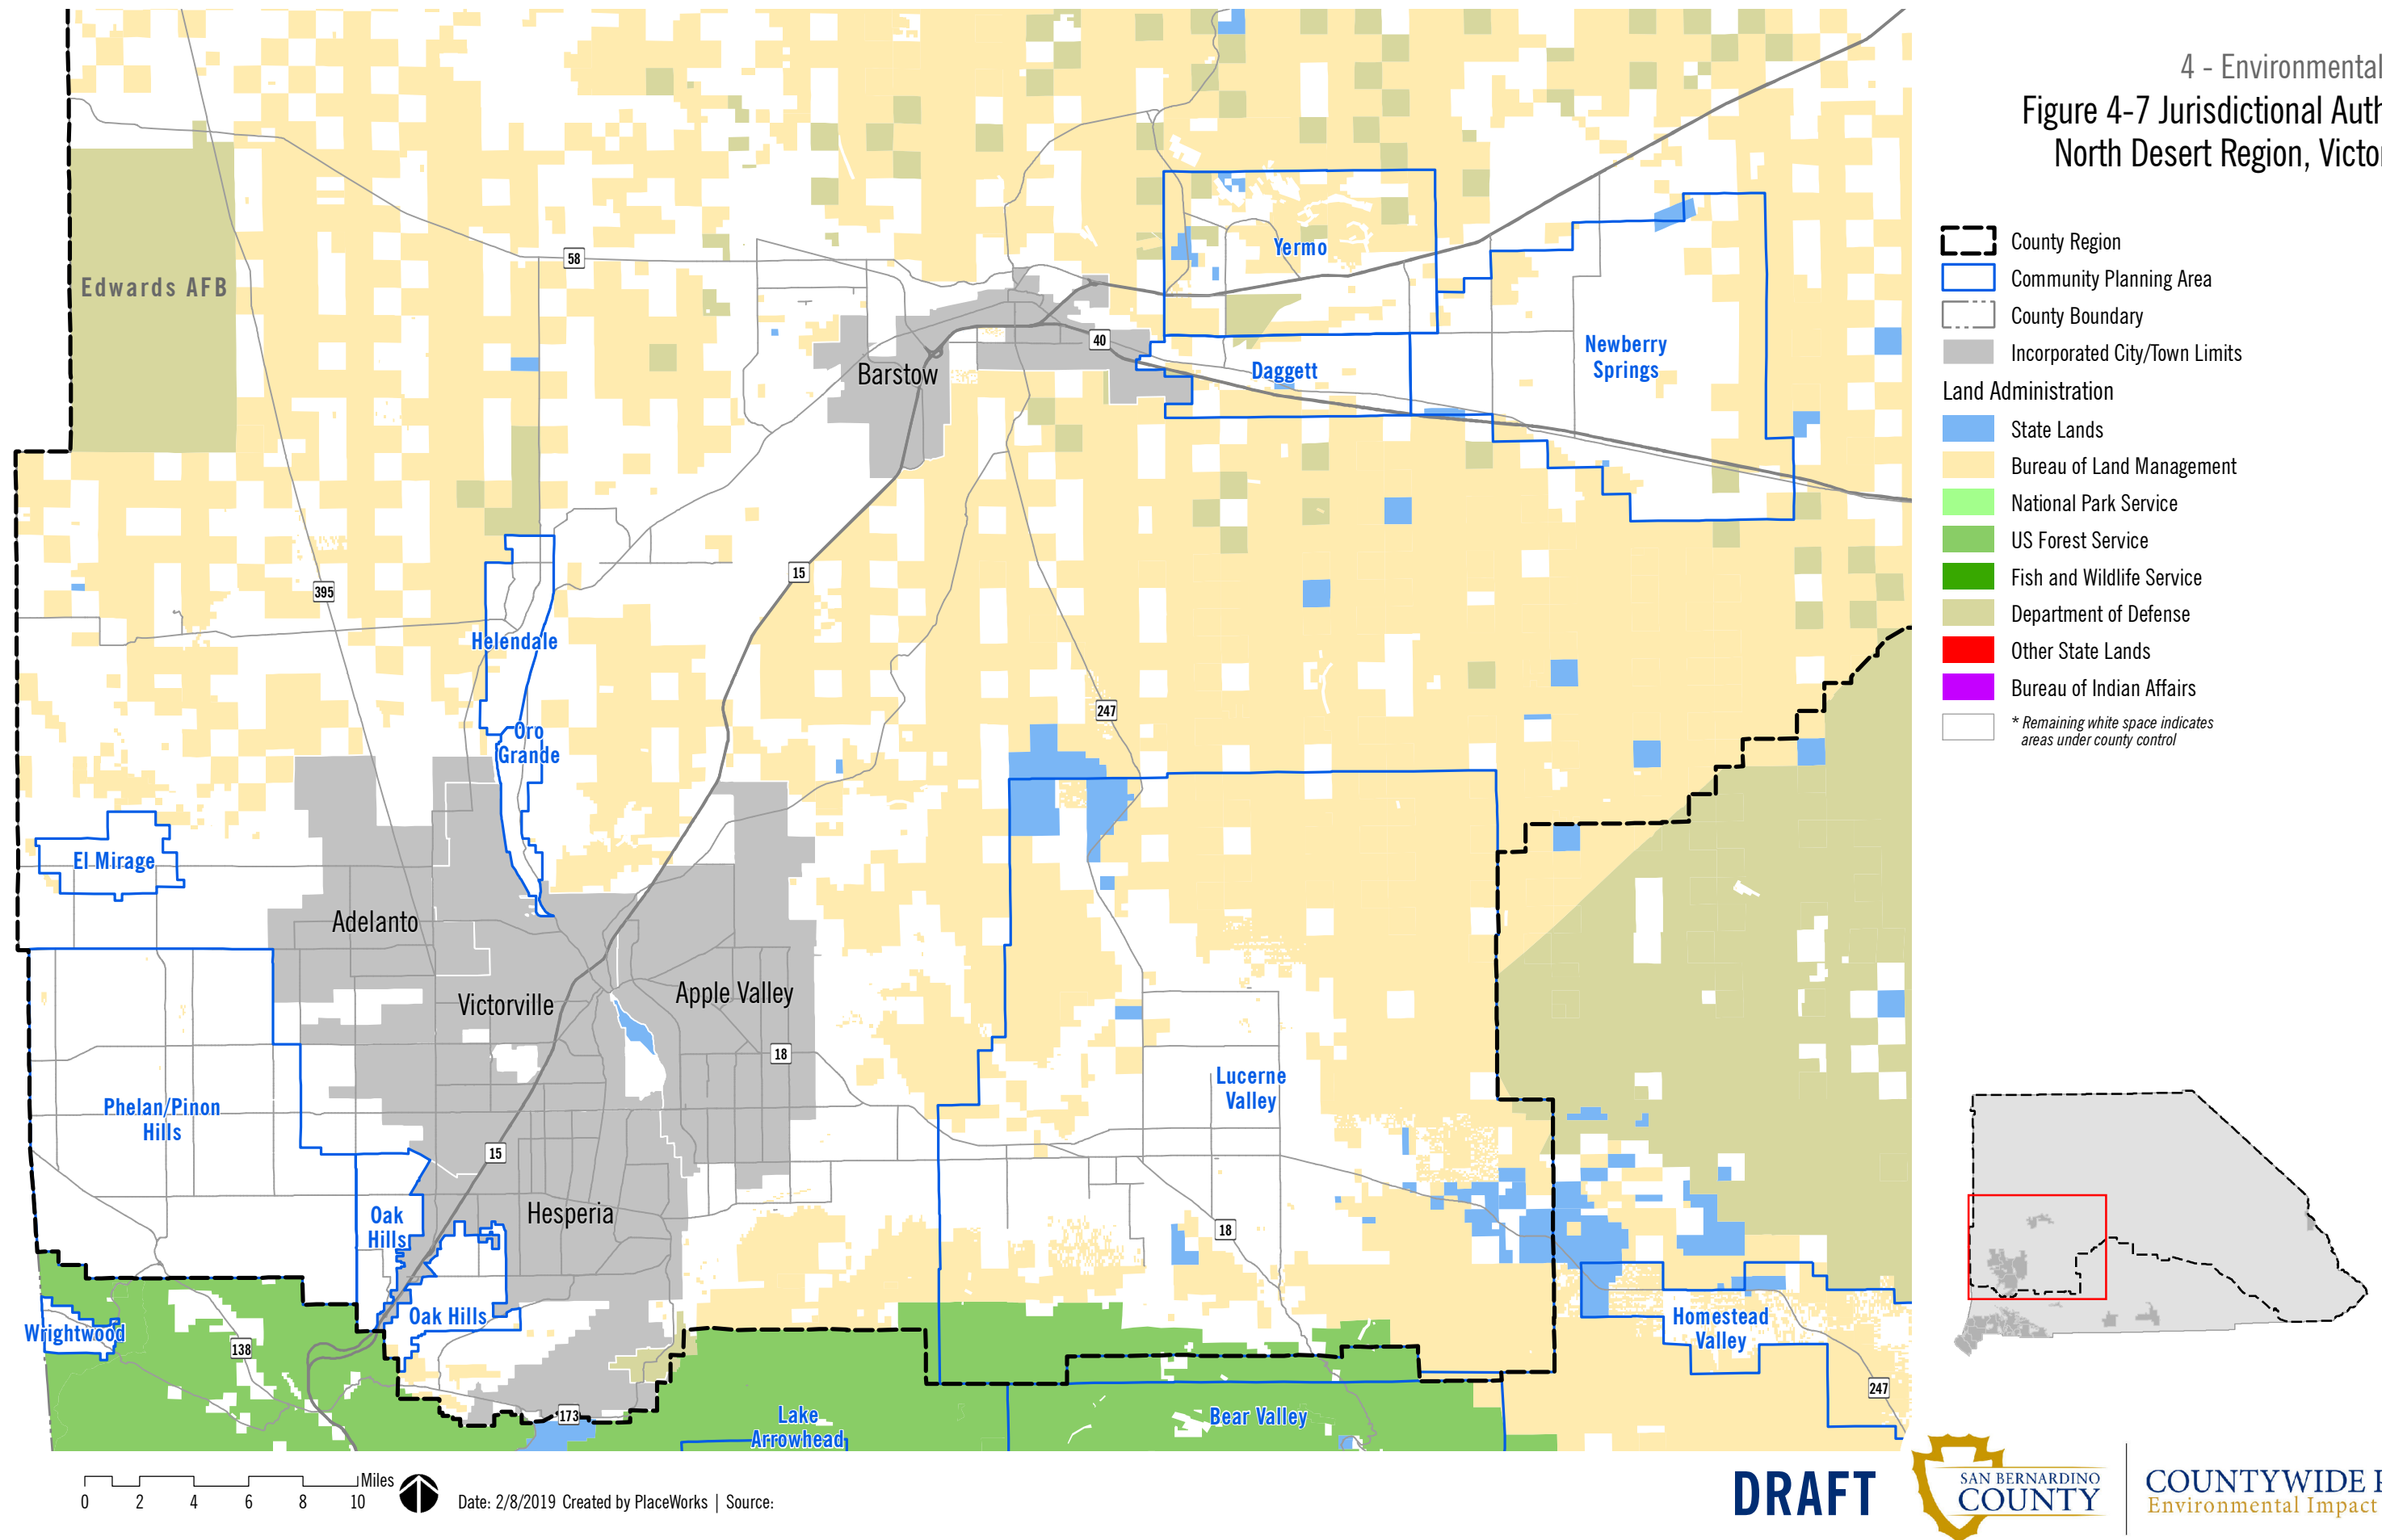 4 - Environmental
Figure 4-7 Jurisdictional Auth
North Desert Region, Victor
County Region
Community Planning Area
County Boundary
Incorporated City/Town Limits
Land Administration
State Lands
Bureau of Land Management
National Park Service
US Forest Service
Fish and Wildlife Service
Department of Defense
Other State Lands
Bureau of Indian Affairs
* Remaining white space indicates
areas under county control
Edwards AFB
58
Yermo
40
Barstow
Daggett
Newberry
Springs
395
15
Helendale
Oro
Grande
247
El Mirage
Adelanto
Victorville
Apple Valley
18
Lucerne
Valley
Phelan/Pinon
Hills
15
Oak
Hills
Hesperia
18
Oak Hills
Wrightwood
138
Homestead
Valley
247
173
Lake
Arrowhead
Bear Valley
Miles
0 2 4 6 8 10
Date: 2/8/2019 Created by PlaceWorks | Source:
DRAFT
SAN BERNARDINO
COUNTY
COUNTYWIDE P
Environmental Impact